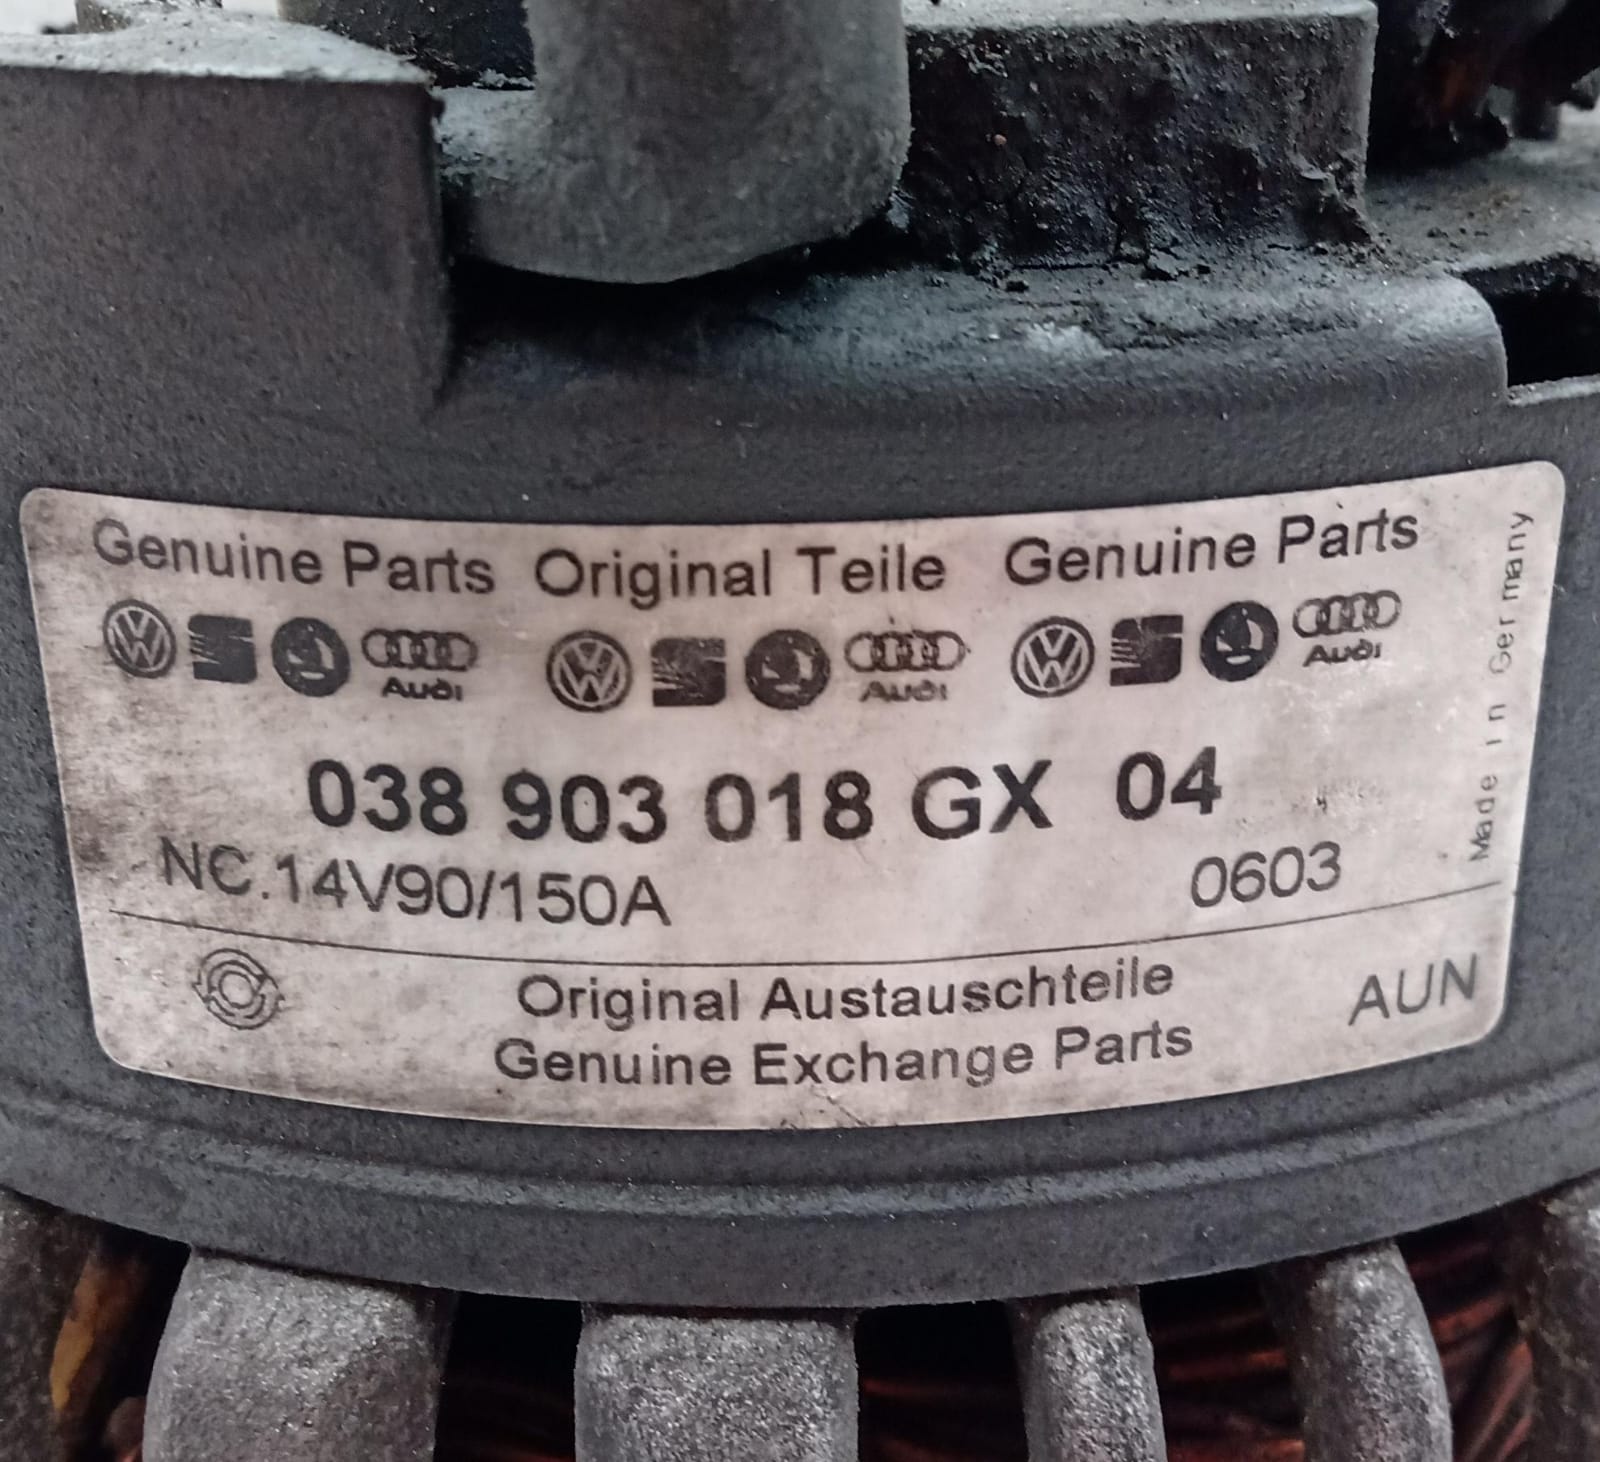 Genuine Parts Original Teile Genuine Parts
Audi Audi Audi
038 903 018 GX 04
NC.14V90/150A 0603
Made in Germany
Original Austauschteile AUN
Genuine Exchange Parts